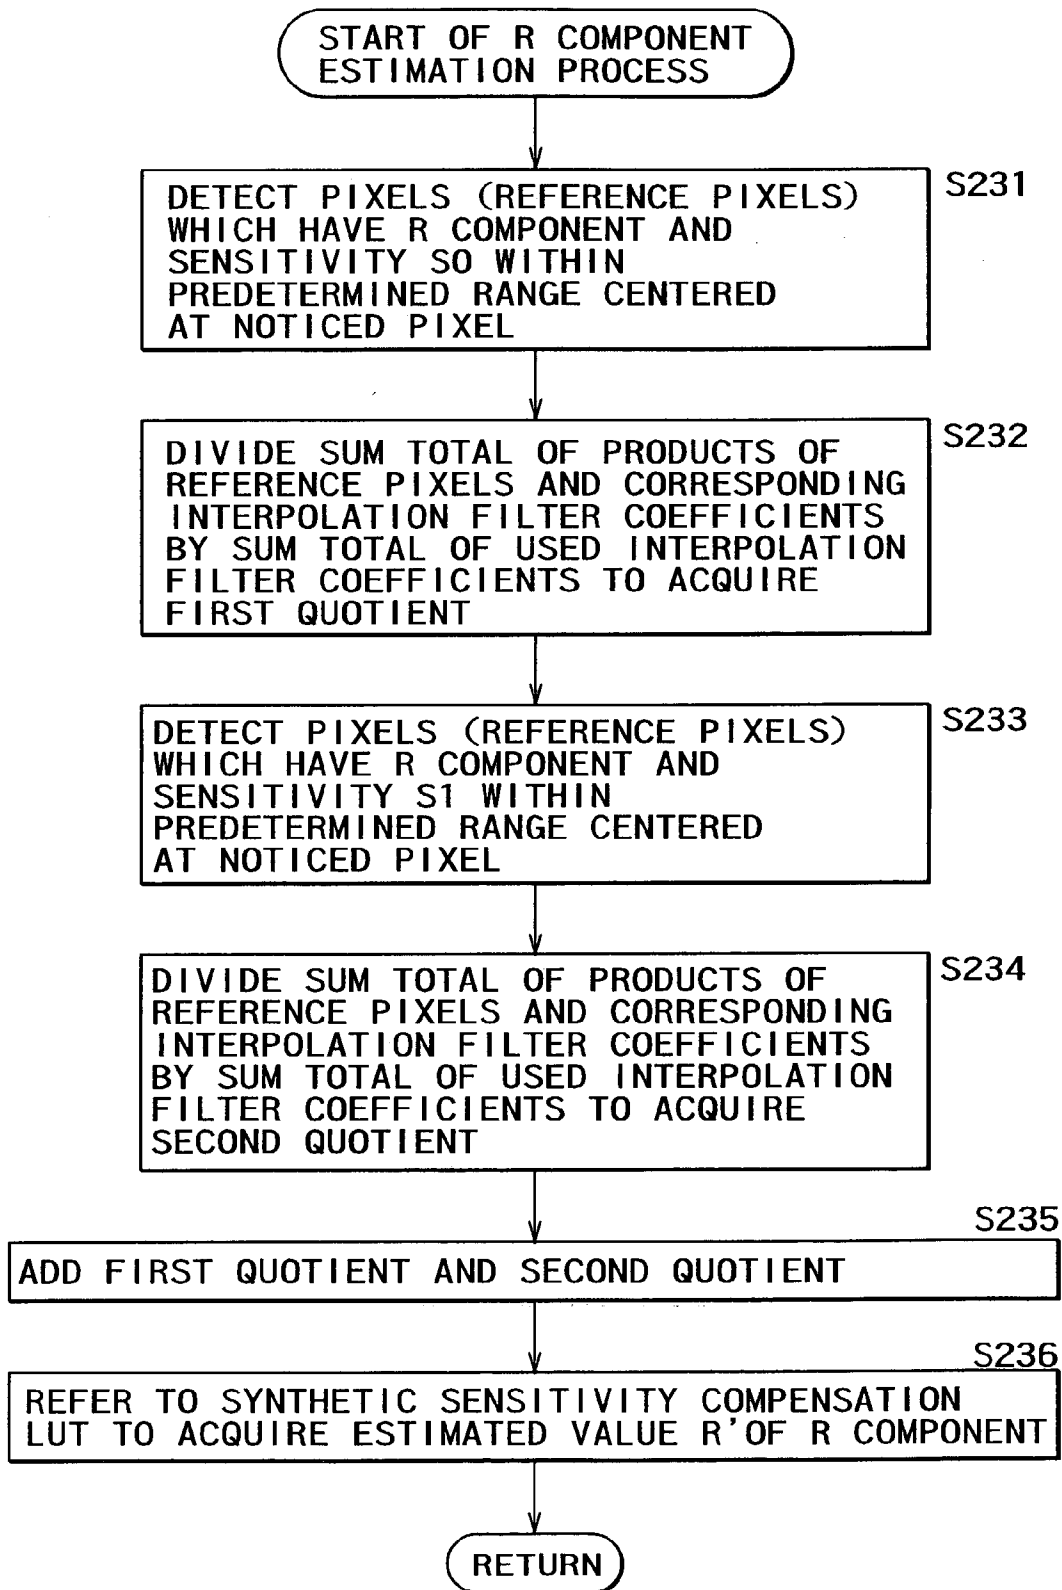 START OF R COMPONENT
ESTIMATION PROCESS
S231
DETECT PIXELS (REFERENCE PIXELS)
WHICH HAVE R COMPONENT AND
SENSITIVITY S0 WITHIN
PREDETERMINED RANGE CENTERED
AT NOTICED PIXEL
S232
DIVIDE SUM TOTAL OF PRODUCTS OF
REFERENCE PIXELS AND CORRESPONDING
INTERPOLATION FILTER COEFFICIENTS
BY SUM TOTAL OF USED INTERPOLATION
FILTER COEFFICIENTS TO ACQUIRE
FIRST QUOTIENT
S233
DETECT PIXELS (REFERENCE PIXELS)
WHICH HAVE R COMPONENT AND
SENSITIVITY S1 WITHIN
PREDETERMINED RANGE CENTERED
AT NOTICED PIXEL
S234
DIVIDE SUM TOTAL OF PRODUCTS OF
REFERENCE PIXELS AND CORRESPONDING
INTERPOLATION FILTER COEFFICIENTS
BY SUM TOTAL OF USED INTERPOLATION
FILTER COEFFICIENTS TO ACQUIRE
SECOND QUOTIENT
S235
ADD FIRST QUOTIENT AND SECOND QUOTIENT
S236
REFER TO SYNTHETIC SENSITIVITY COMPENSATION
LUT TO ACQUIRE ESTIMATED VALUE R'OF R COMPONENT
RETURN